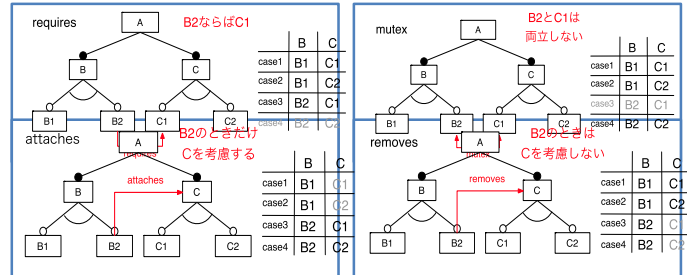 requires
A
B2ならばC1
B
C
B1
B2
C1
C2
B C
case1 B1 C1
case2 B1 C2
case3 B2 C1
case4 B2 C2
requires
mutex
A
B2とC1は
両立しない
B
C
B1
B2
C1
C2
B C
case1 B1 C1
case2 B1 C2
case3 B2 C1
case4 B2 C2
mutex
attaches
A
B2のときだけ
Cを考慮する
attaches
B
C
B1
B2
C1
C2
B C
case1 B1 C1
case2 B1 C2
case3 B2 C1
case4 B2 C2
removes
A
B2のときは
Cを考慮しない
removes
B
C
B1
B2
C1
C2
B C
case1 B1 C1
case2 B1 C2
case3 B2 C
case4 B2 C2